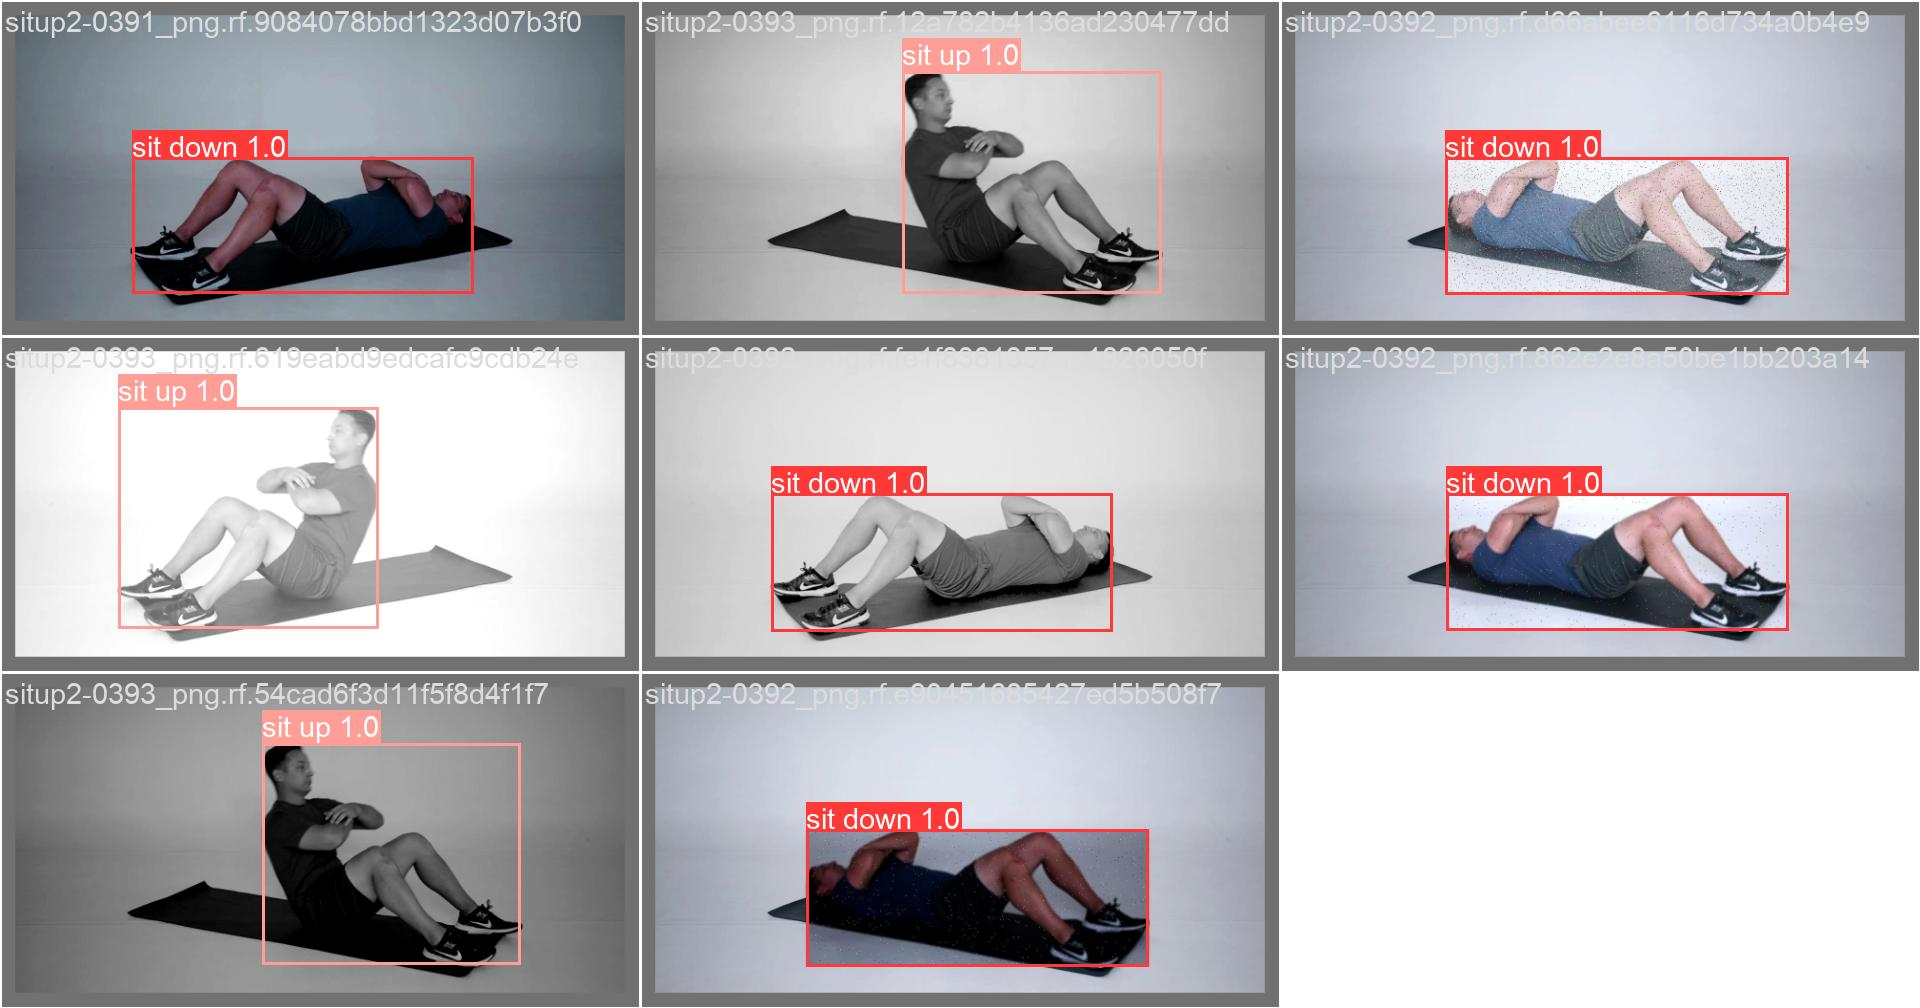 situp2-0391_png.rf.9084078bbd1323d07b3f0
sit down 1.0
situp2-0393_png.rf.12a782b4136ad230477dd
sit up 1.0
situp2-0392_png.rf.d66abee6116d734a0b4e9
sit down 1.0
situp2-0393_png.rf.619eabd9edcafc9cdb24e
sit up 1.0
sit down 1.0
situp2-0392_png.rf.862e2e8a50be1bb203a14
sit down 1.0
situp2-0393_png.rf.54cad6f3d11f5f8d4f1f7
sit up 1.0
situp2-0392_png.rf.e90451685427ed5b508f7
sit down 1.0